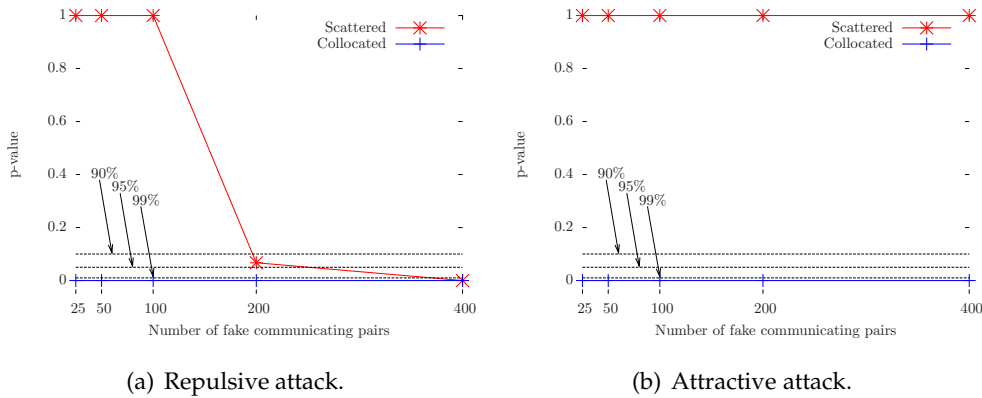 1
0.8
0.6
0.4
0.2
0
p-value
Scattered
Collocated
90%
95%
99%
25 50 100 200 400
Number of fake communicating pairs
(a) Repulsive attack.
1
0.8
0.6
0.4
0.2
0
p-value
Scattered
Collocated
90%
95%
99%
25 50 100 200 400
Number of fake communicating pairs
(b) Attractive attack.